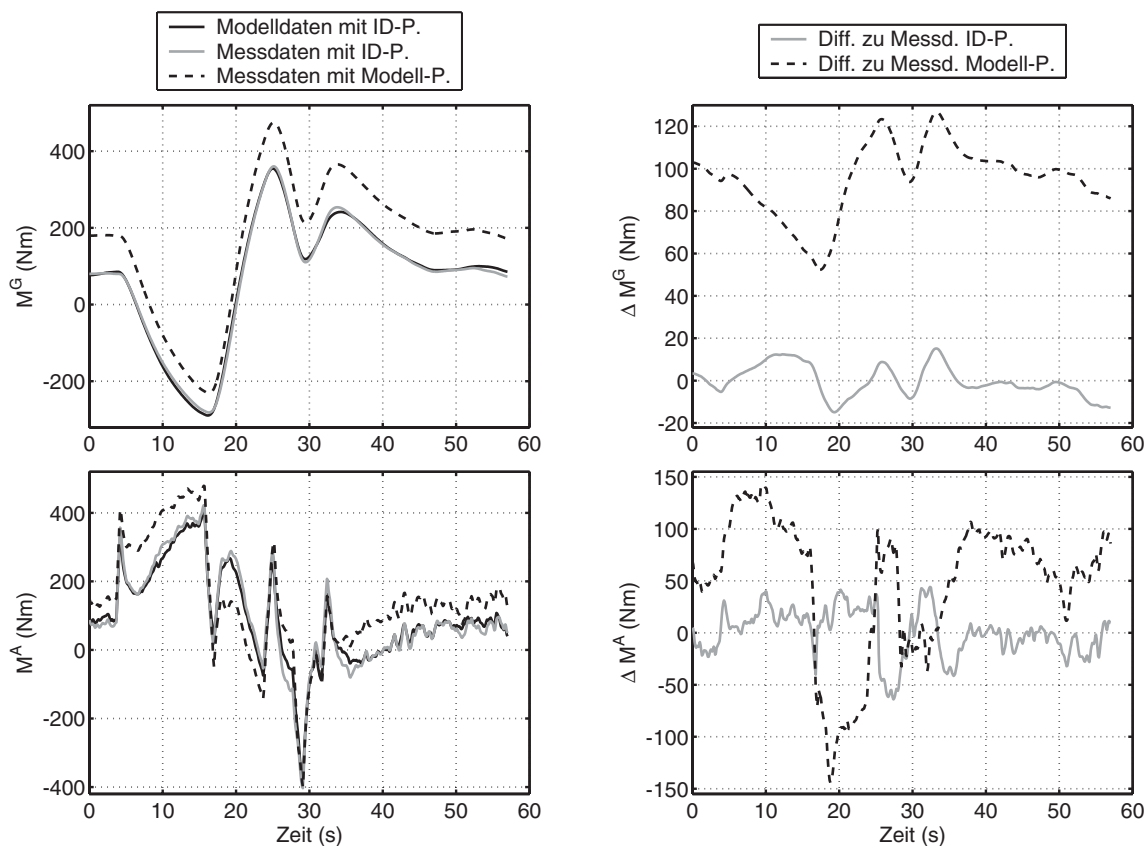 Modelldaten mit ID-P.
Messdaten mit ID-P.
Messdaten mit Modell-P.
Diff. zu Messd. ID-P.
Diff. zu Messd. Modell-P.
M^G (Nm)
400
200
0
-200
0 10 20 30 40 50 60
Δ M^G (Nm)
120
100
80
60
40
20
0
-20
0 10 20 30 40 50 60
M^A (Nm)
400
200
0
-200
-400
0 10 20 30 40 50 60
Zeit (s)
Δ M^A (Nm)
150
100
50
0
-50
-100
-150
0 10 20 30 40 50 60
Zeit (s)